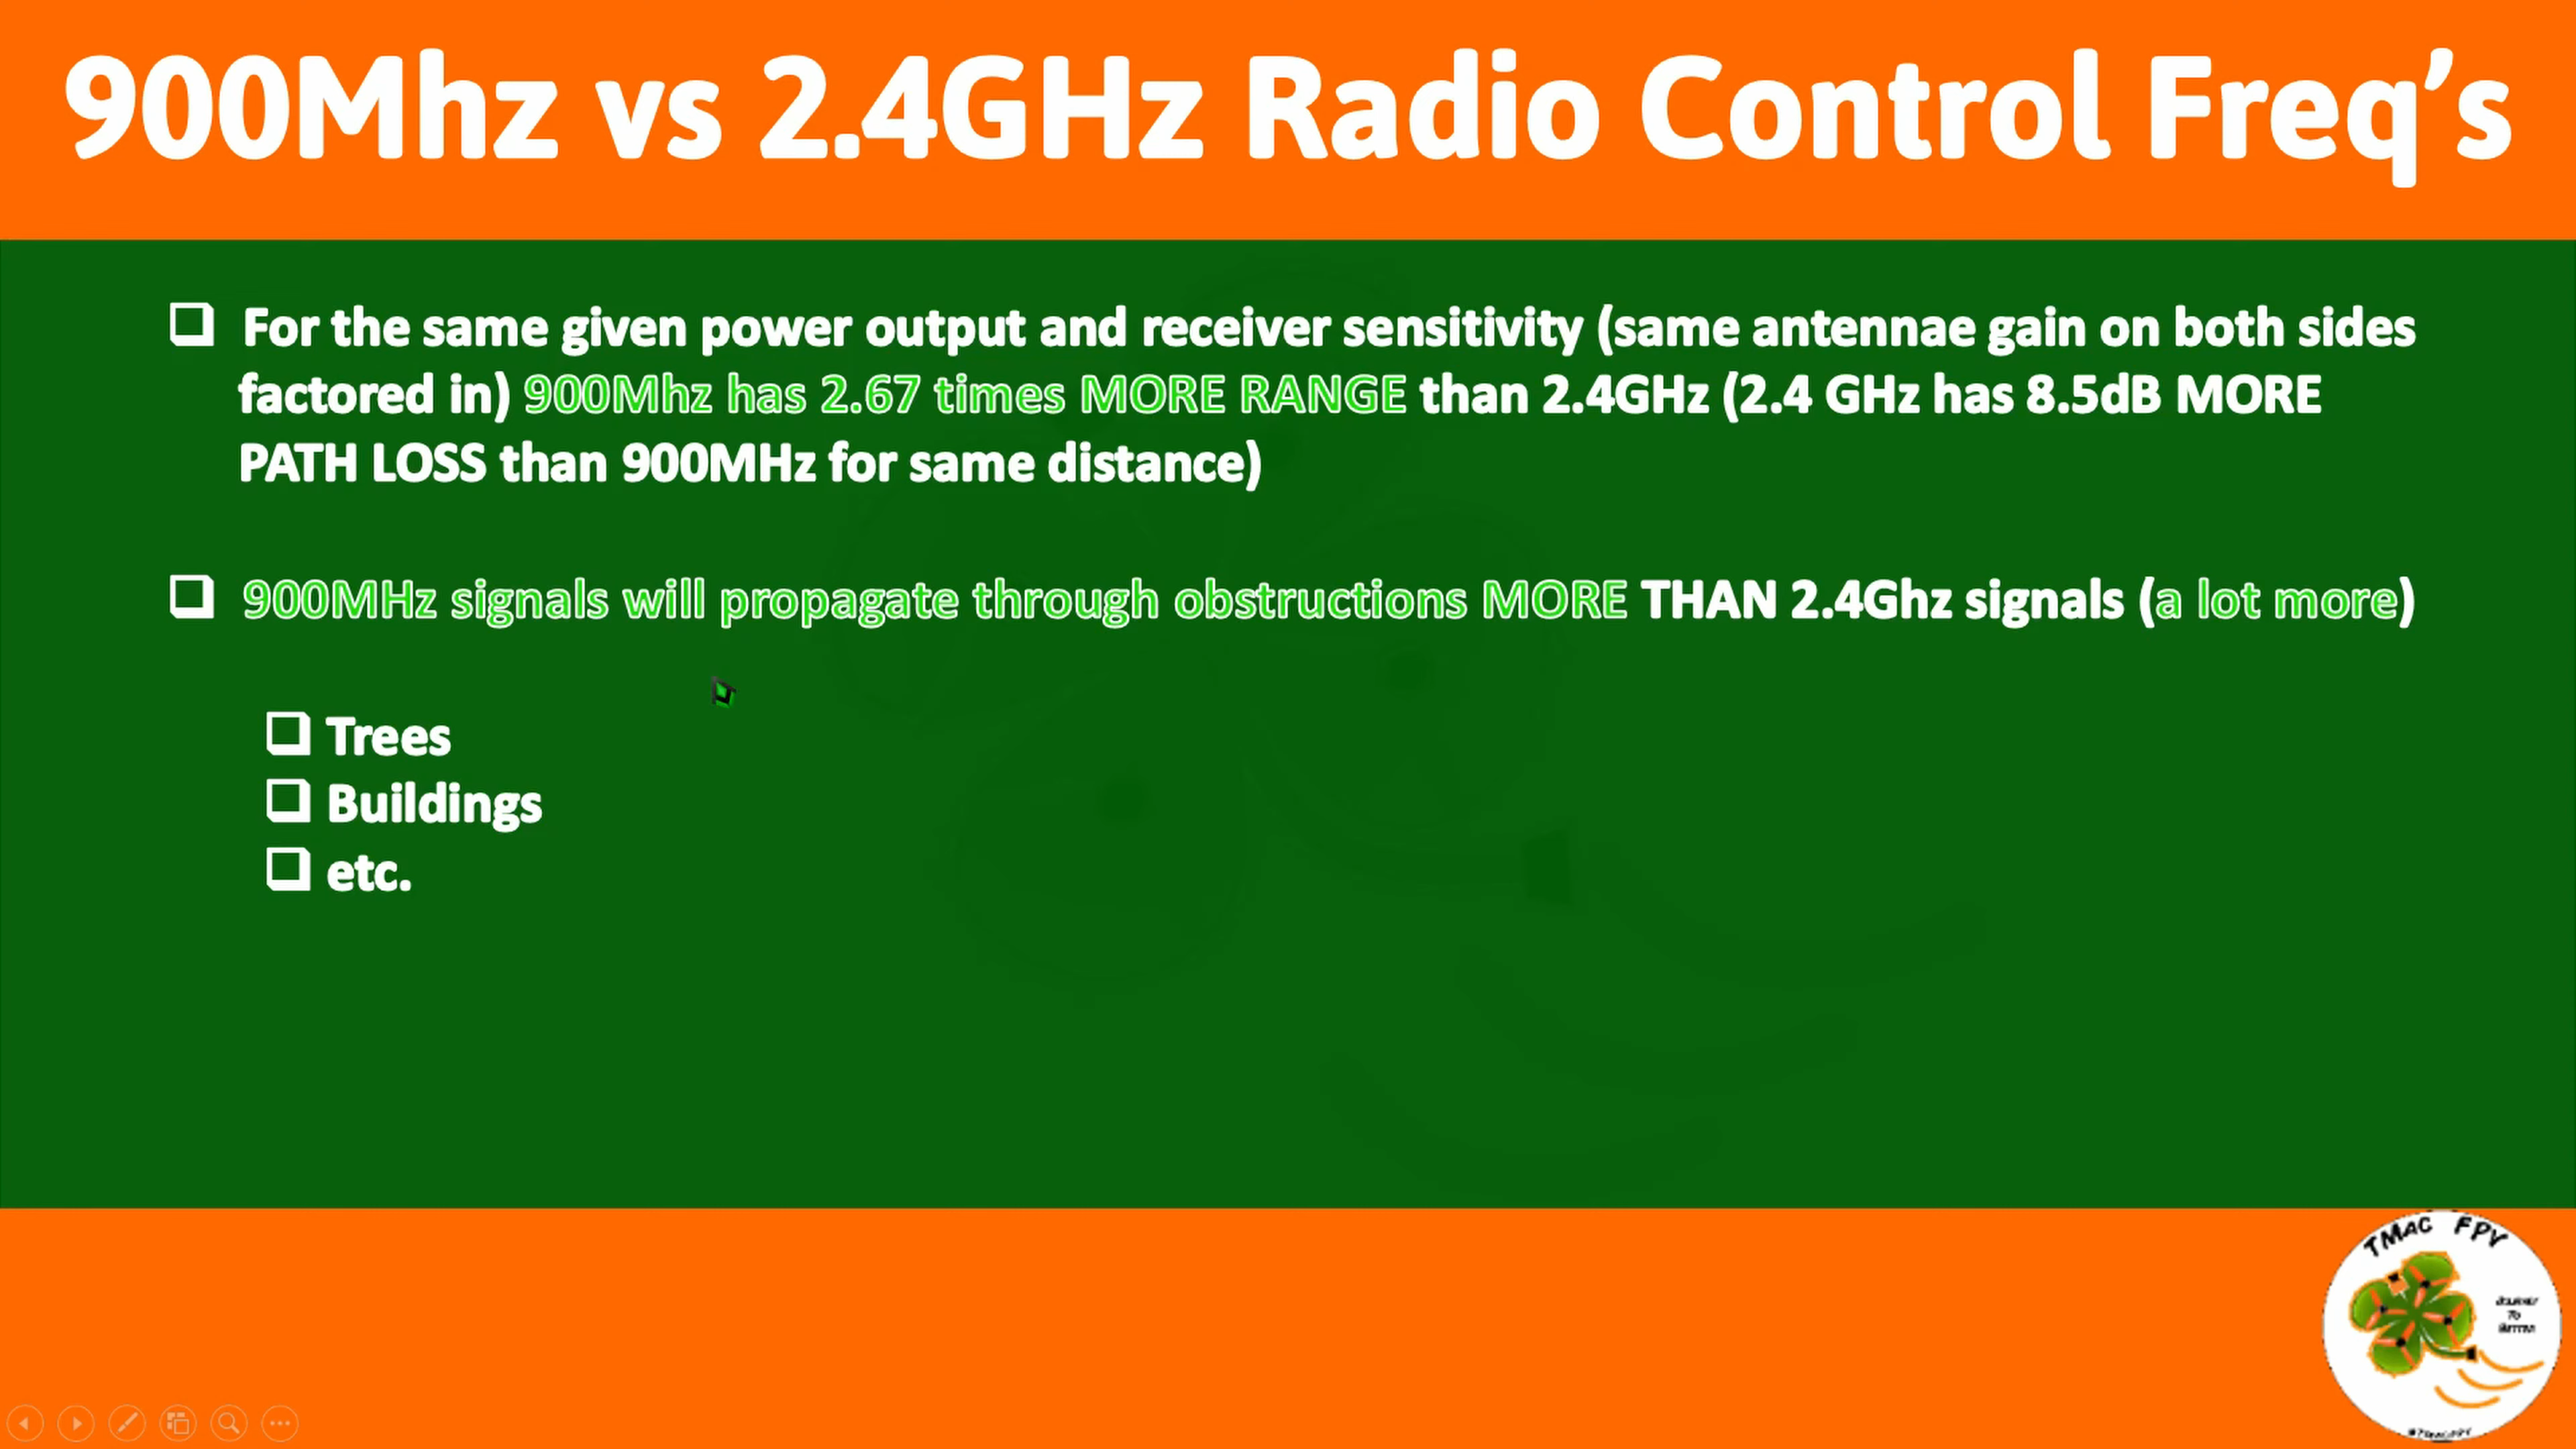 900Mhz vs 2.4GHz Radio Control Freq’s
For the same given power output and receiver sensitivity (same antennae gain on both sides
factored in) 900Mhz has 2.67 times MORE RANGE than 2.4GHz (2.4 GHz has 8.5dB MORE
PATH LOSS than 900MHz for same distance)
900MHz signals will propagate through obstructions MORE THAN 2.4Ghz signals (a lot more)
Trees
Buildings
etc.
TMAC FPV